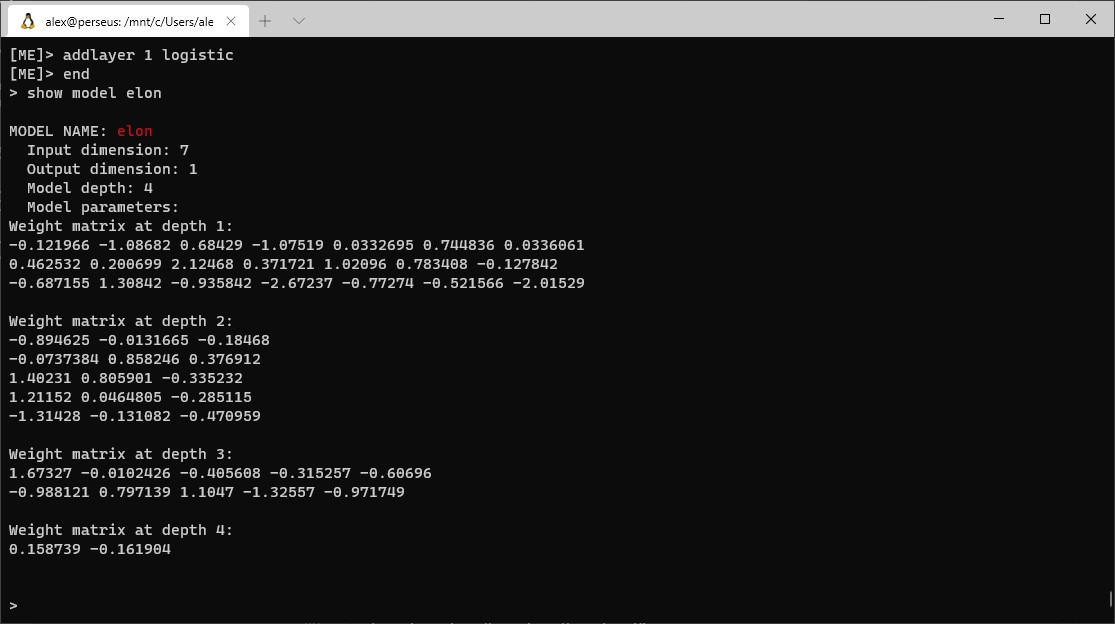 alex@perseus: /mnt/c/Users/ale
[ME]> addlayer 1 logistic
[ME]> end
> show model elon
MODEL NAME: elon
Input dimension: 7
Output dimension: 1
Model depth: 4
Model parameters:
Weight matrix at depth 1:
-0.121966 -1.08682 0.68429 -1.07519 0.0332695 0.744836 0.0336061
0.462532 0.200699 2.12468 0.371721 1.02096 0.783408 -0.127842
-0.687155 1.30842 -0.935842 -2.67237 -0.77274 -0.521566 -2.01529
Weight matrix at depth 2:
-0.894625 -0.0131665 -0.18468
-0.0737384 0.858246 0.376912
1.40231 0.805901 -0.335232
1.21152 0.0464805 -0.285115
-1.31428 -0.131082 -0.470959
Weight matrix at depth 3:
1.67327 -0.0102426 -0.405608 -0.315257 -0.60696
-0.988121 0.797139 1.1047 -1.32557 -0.971749
Weight matrix at depth 4:
0.158739 -0.161904
>